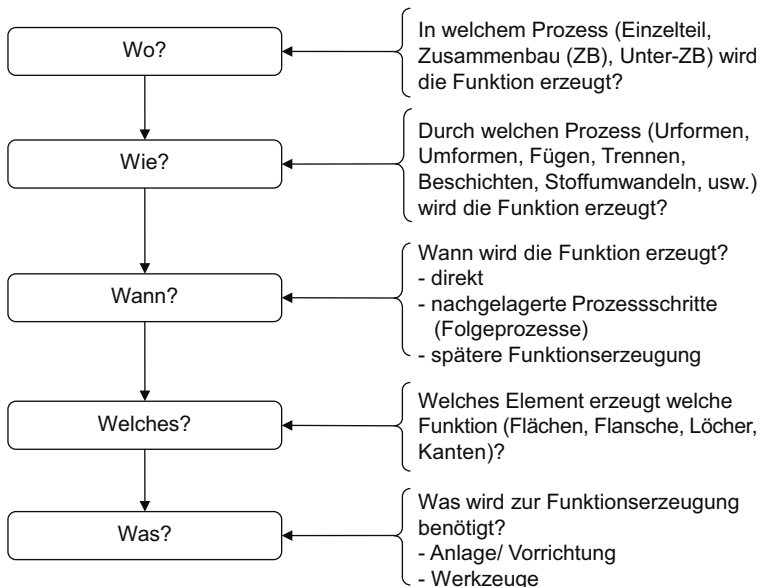 Wo?
In welchem Prozess (Einzelteil,
Zusammenbau (ZB), Unter-ZB) wird
die Funktion erzeugt?
Wie?
Durch welchen Prozess (Urformen,
Umformen, Fügen, Trennen,
Beschichten, Stoffumwandeln, usw.)
wird die Funktion erzeugt?
Wann?
Wann wird die Funktion erzeugt?
- direkt
- nachgelagerte Prozessschritte
(Folgeprozesse)
- spätere Funktionserzeugung
Welches?
Welches Element erzeugt welche
Funktion (Flächen, Flansche, Löcher,
Kanten)?
Was?
Was wird zur Funktionserzeugung
benötigt?
- Anlage/ Vorrichtung
- Werkzeuge